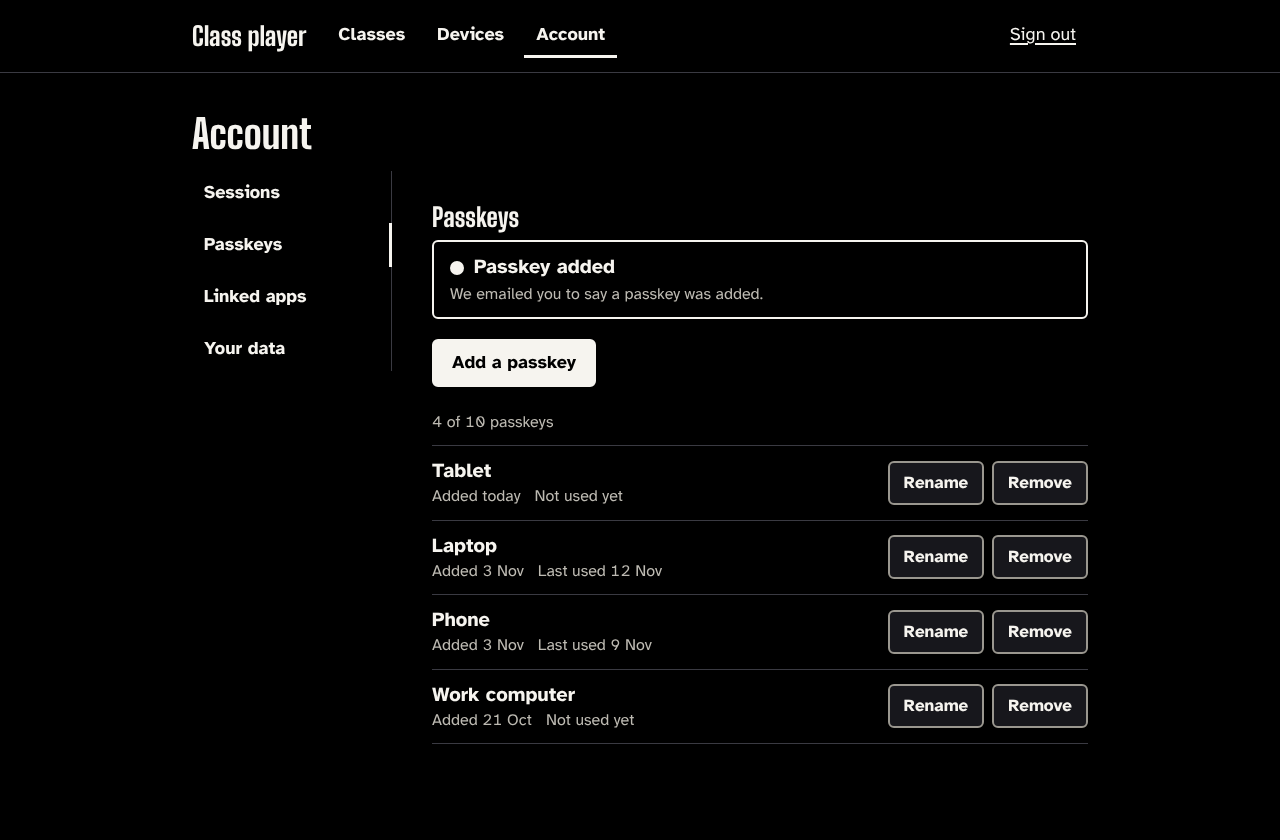 Class player
Classes
Devices
Account
Sign out
Account
Sessions
Passkeys
Linked apps
Your data
Passkeys
Passkey added
We emailed you to say a passkey was added.
Add a passkey
4 of 10 passkeys
Tablet
Added today Not used yet
Rename
Remove
Laptop
Added 3 Nov Last used 12 Nov
Rename
Remove
Phone
Added 3 Nov Last used 9 Nov
Rename
Remove
Work computer
Added 21 Oct Not used yet
Rename
Remove